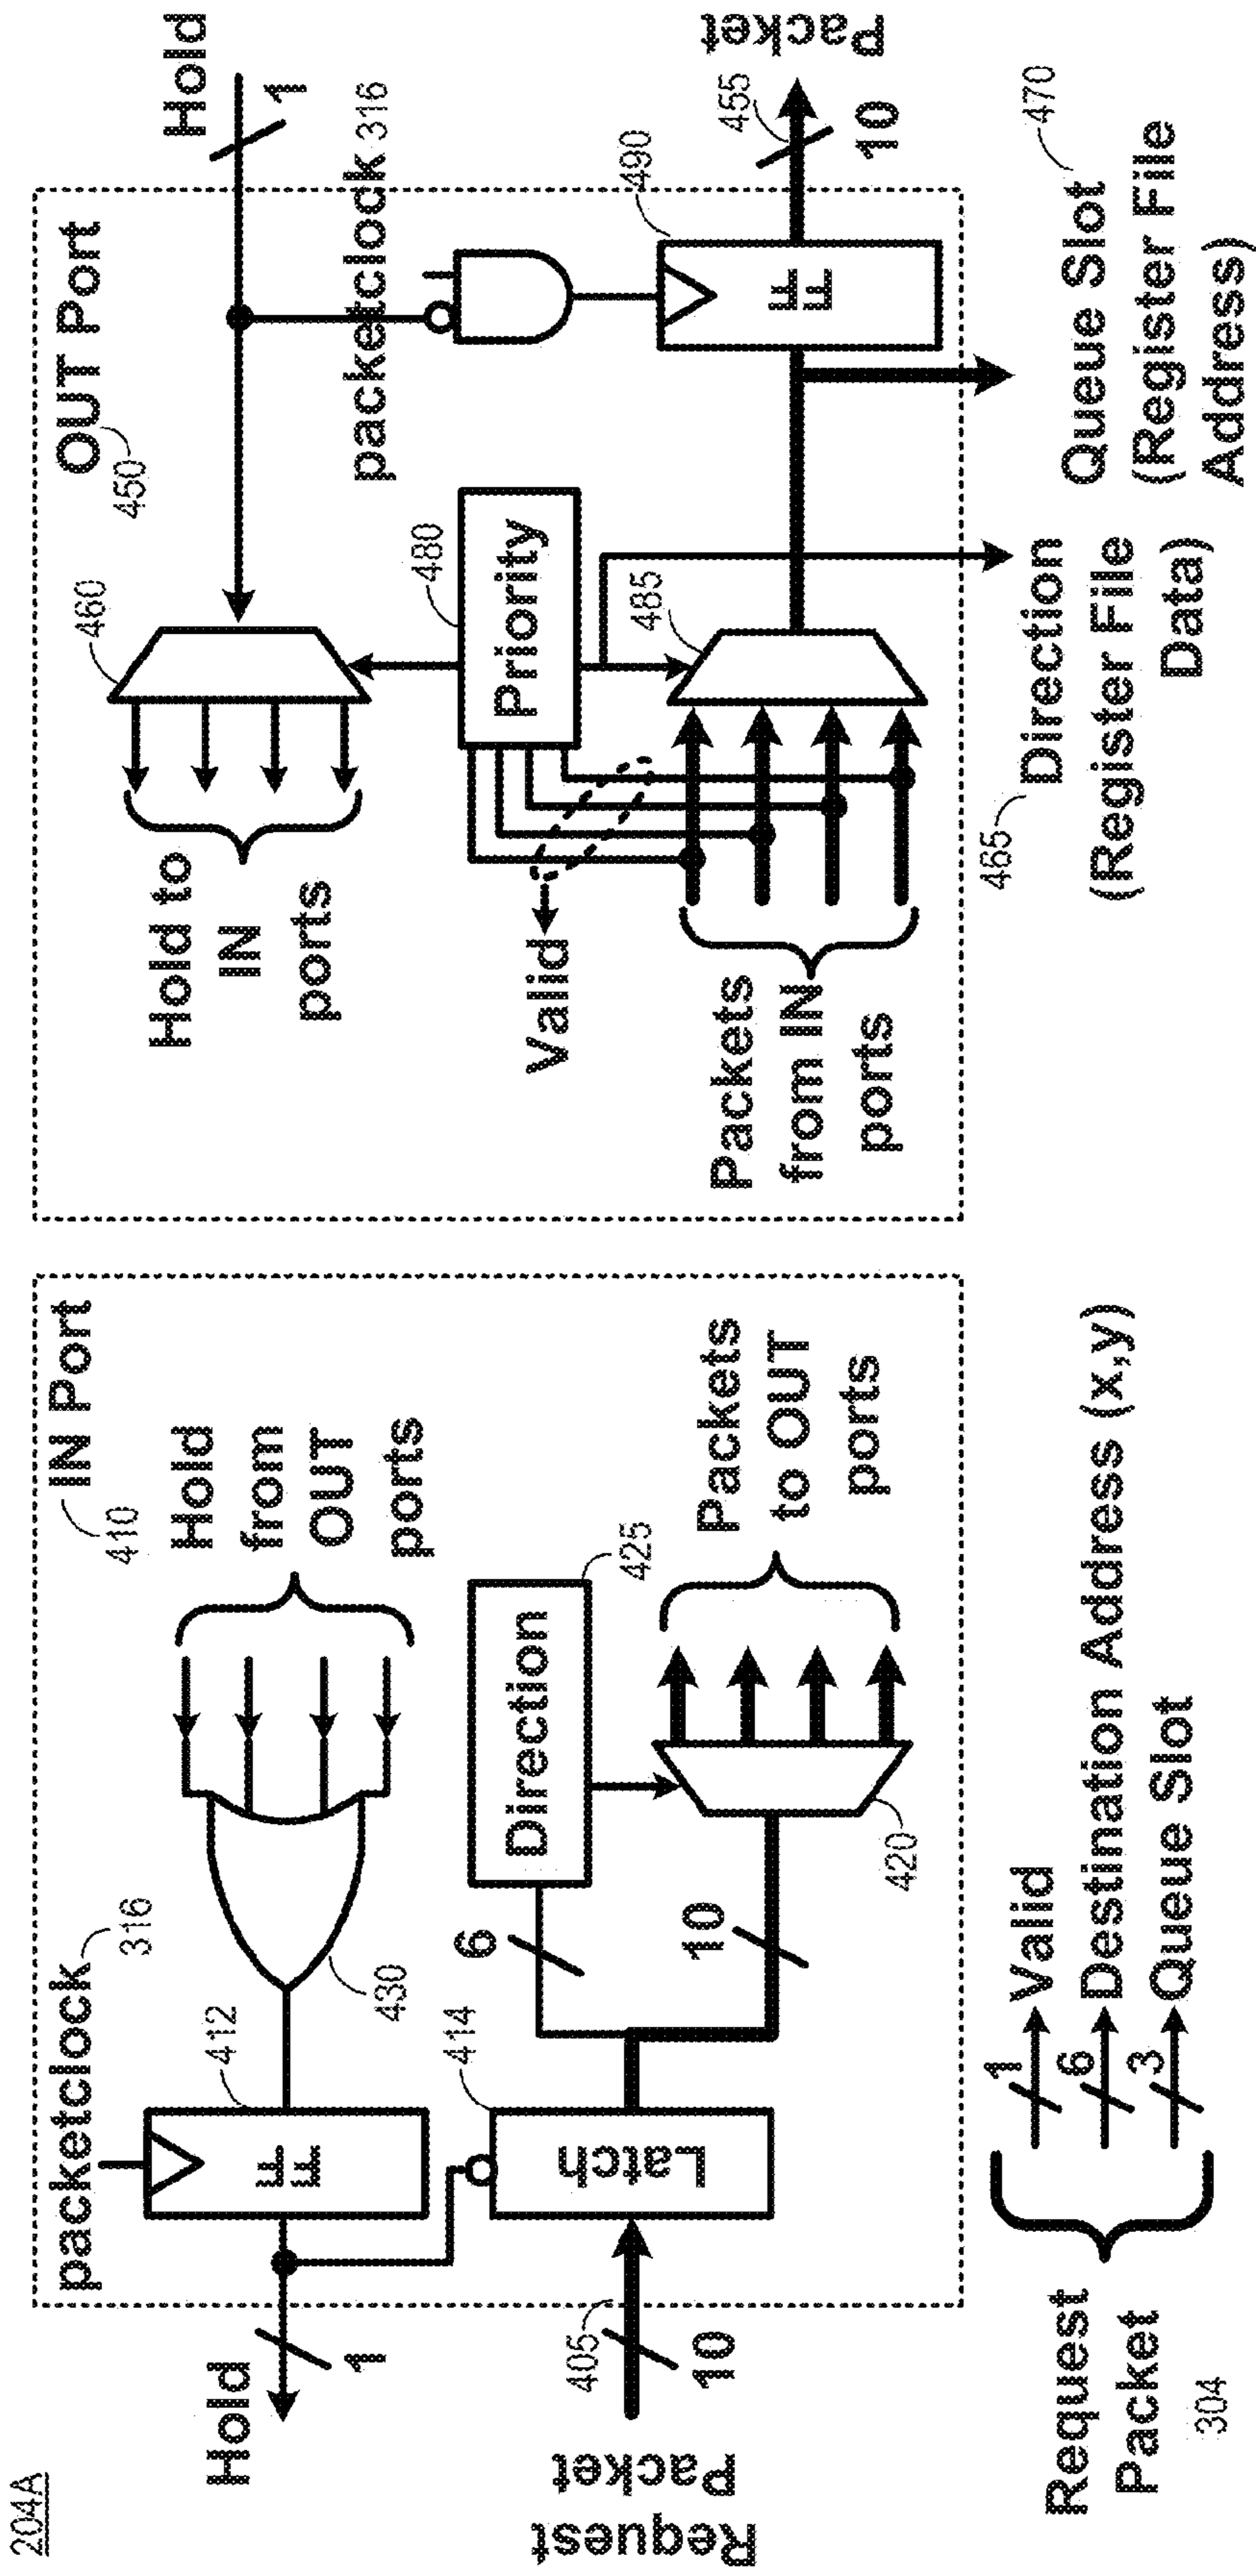 204A
IN Port
410
packetclock
316
Hold
1
FF
412
430
Hold
from
OUT
ports
Request
Packet
405
10
Latch
414
6
10
Direction
425
420
Packets
to OUT
ports
Request
Packet
304
1
Valid
6
Destination Address (x,y)
3
Queue Slot
OUT Port
450
Hold
1
packetclock 316
460
Hold to
IN
ports
Priority
480
Valid
Packets
from IN
ports
485
FF
490
455
10
Packet
465
Direction
(Register File
Data)
470
Queue Slot
(Register File
Address)